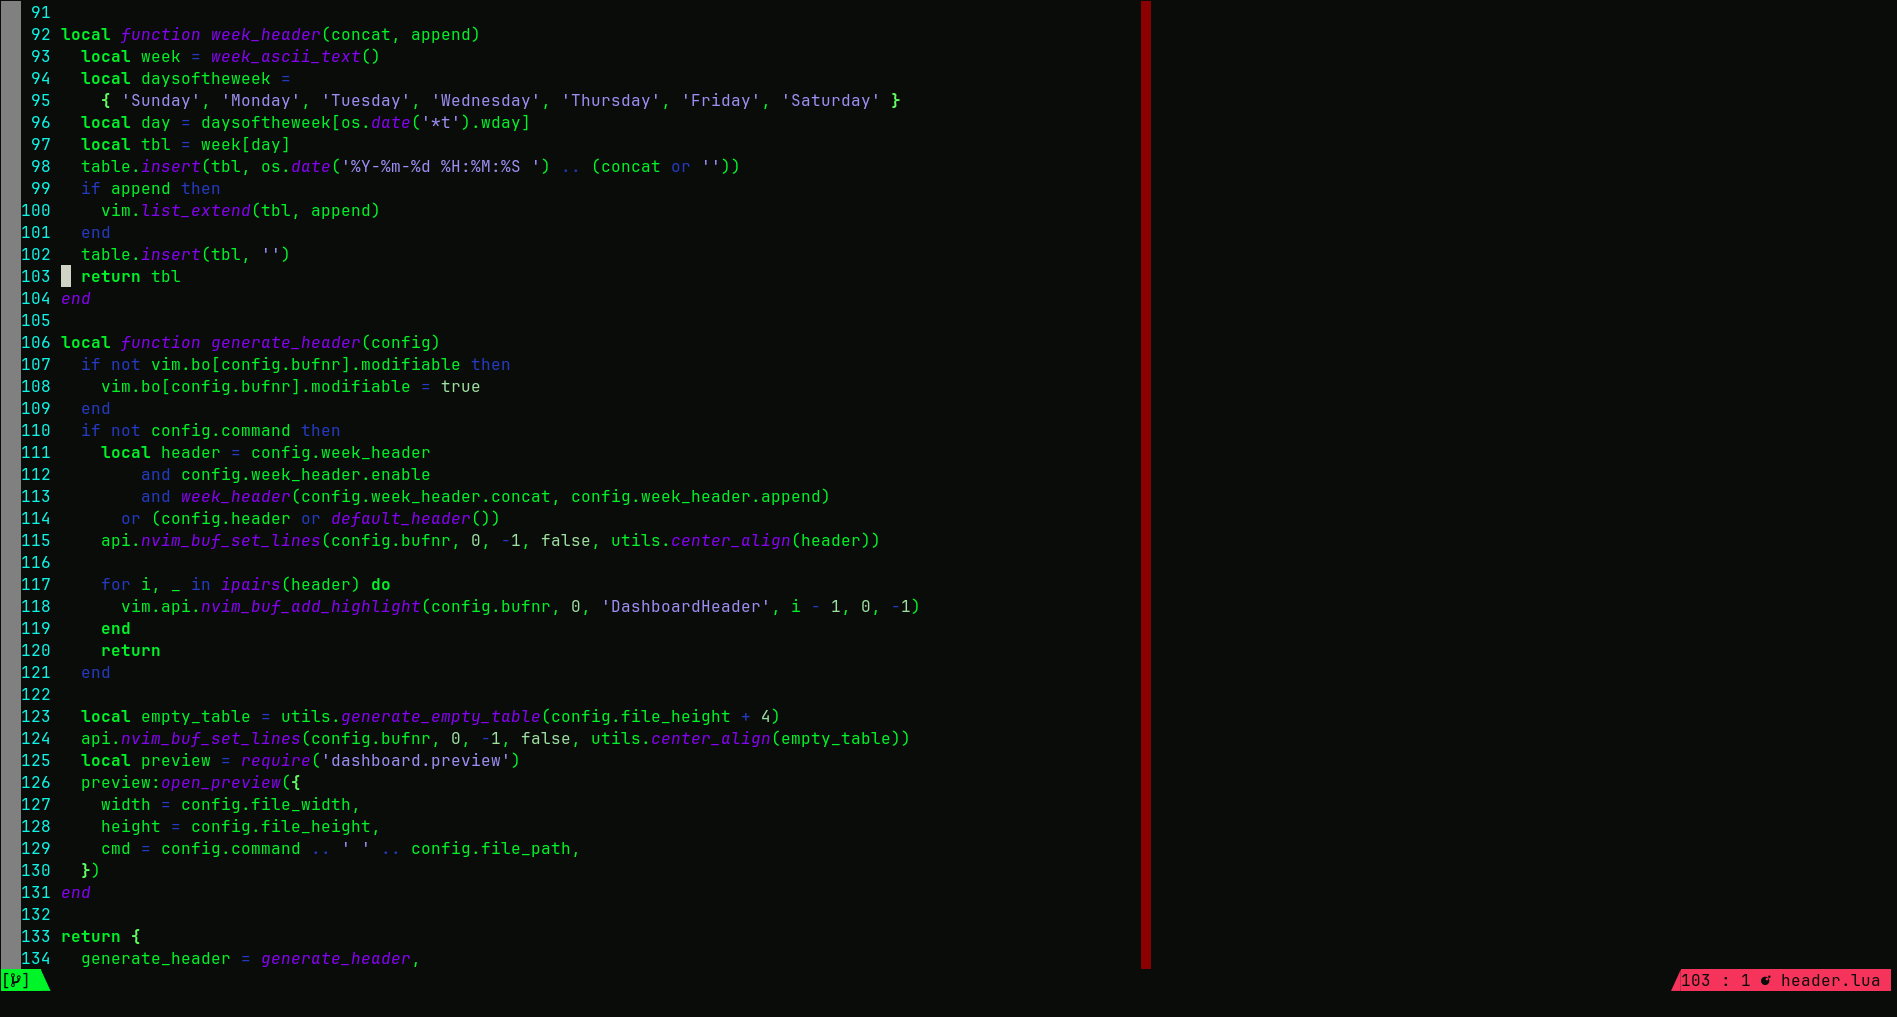 91
92 local function week_header(concat, append)
93   local week = week_ascii_text()
94   local daysoftheweek =
95     { 'Sunday', 'Monday', 'Tuesday', 'Wednesday', 'Thursday', 'Friday', 'Saturday' }
96   local day = daysoftheweek[os.date('*t').wday]
97   local tbl = week[day]
98   table.insert(tbl, os.date('%Y-%m-%d %H:%M:%S ') .. (concat or ''))
99   if append then
100     vim.list_extend(tbl, append)
101   end
102   table.insert(tbl, '')
103   return tbl
104 end
105
106 local function generate_header(config)
107   if not vim.bo[config.bufnr].modifiable then
108     vim.bo[config.bufnr].modifiable = true
109   end
110   if not config.command then
111     local header = config.week_header
112         and config.week_header.enable
113         and week_header(config.week_header.concat, config.week_header.append)
114       or (config.header or default_header())
115     api.nvim_buf_set_lines(config.bufnr, 0, -1, false, utils.center_align(header))
116
117     for i, _ in ipairs(header) do
118       vim.api.nvim_buf_add_highlight(config.bufnr, 0, 'DashboardHeader', i - 1, 0, -1)
119     end
120     return
121   end
122
123   local empty_table = utils.generate_empty_table(config.file_height + 4)
124   api.nvim_buf_set_lines(config.bufnr, 0, -1, false, utils.center_align(empty_table))
125   local preview = require('dashboard.preview')
126   preview:open_preview({
127     width = config.file_width,
128     height = config.file_height,
129     cmd = config.command .. ' ' .. config.file_path,
130   })
131 end
132
133 return {
134   generate_header = generate_header,
[] 103 : 1 header.lua